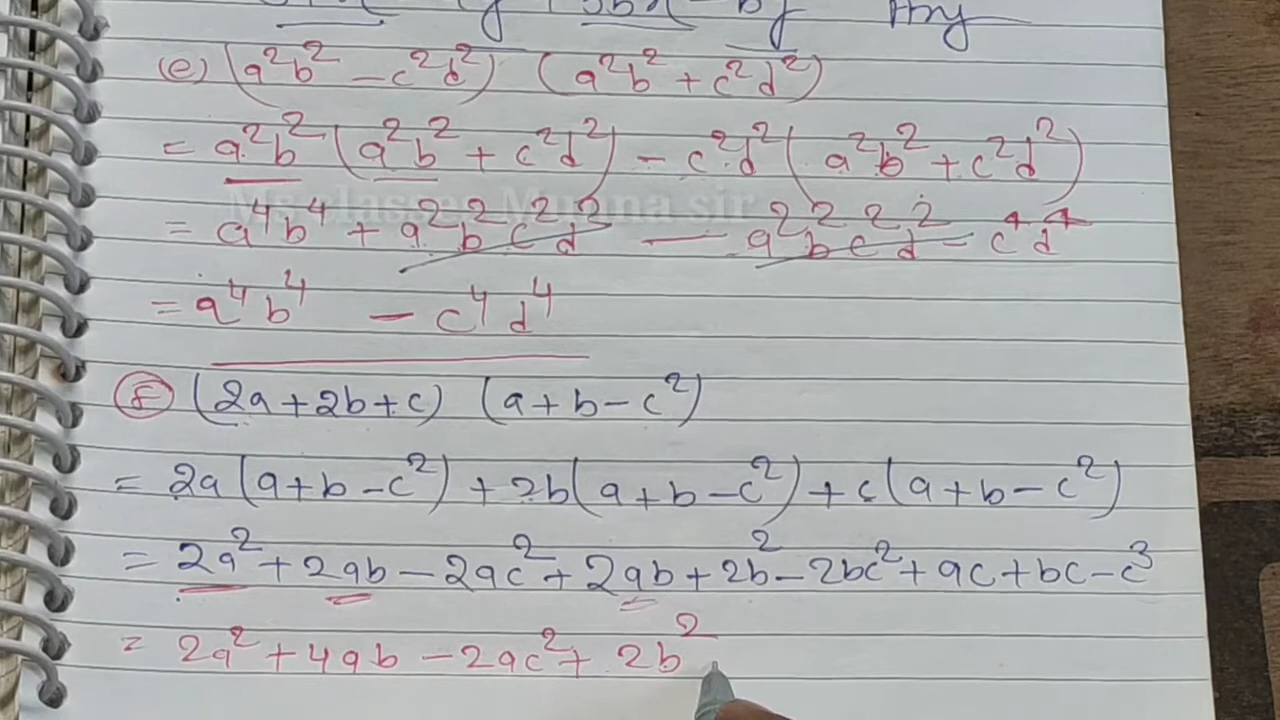 (e) (a²b² - c²d²) (a²b² + c²d²)
= a²b² (a²b² + c²d²) - c²d² (a²b² + c²d²)
= a⁴b⁴ + a²b²c²d² - a²b²c²d² - c⁴d⁴
= a⁴b⁴ - c⁴d⁴
(f) (2a+2b+c) (a+b-c²)
= 2a(a+b-c²) + 2b(a+b-c²) + c(a+b-c²)
= 2a² + 2ab - 2ac² + 2ab + 2b² - 2bc² + ac + bc - c³
= 2a² + 4ab - 2ac² + 2b²